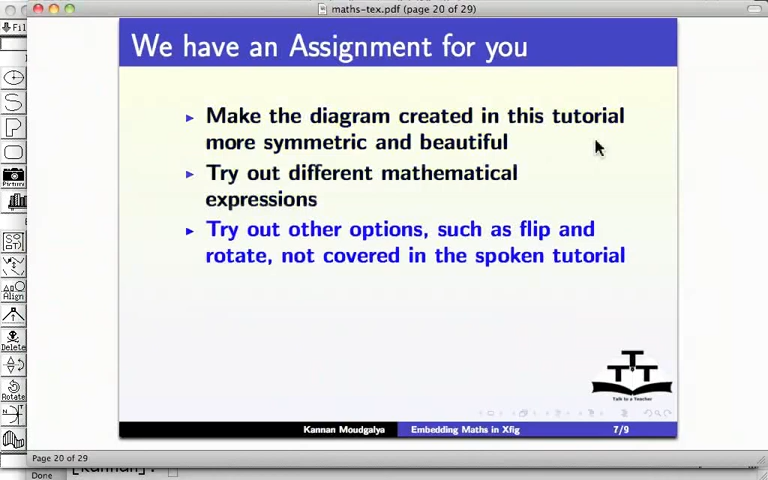 maths-tex.pdf (page 20 of 29)
Fil
We have an Assignment for you
Make the diagram created in this tutorial
more symmetric and beautiful
Try out different mathematical
expressions
Try out other options, such as flip and
rotate, not covered in the spoken tutorial
Picture
Align
Delete
Rotate
T T T
Talk to a Teacher
Kannan Moudgalya Embedding Maths in Xfig 7/9
Page 20 of 29
Done
[kannan]: